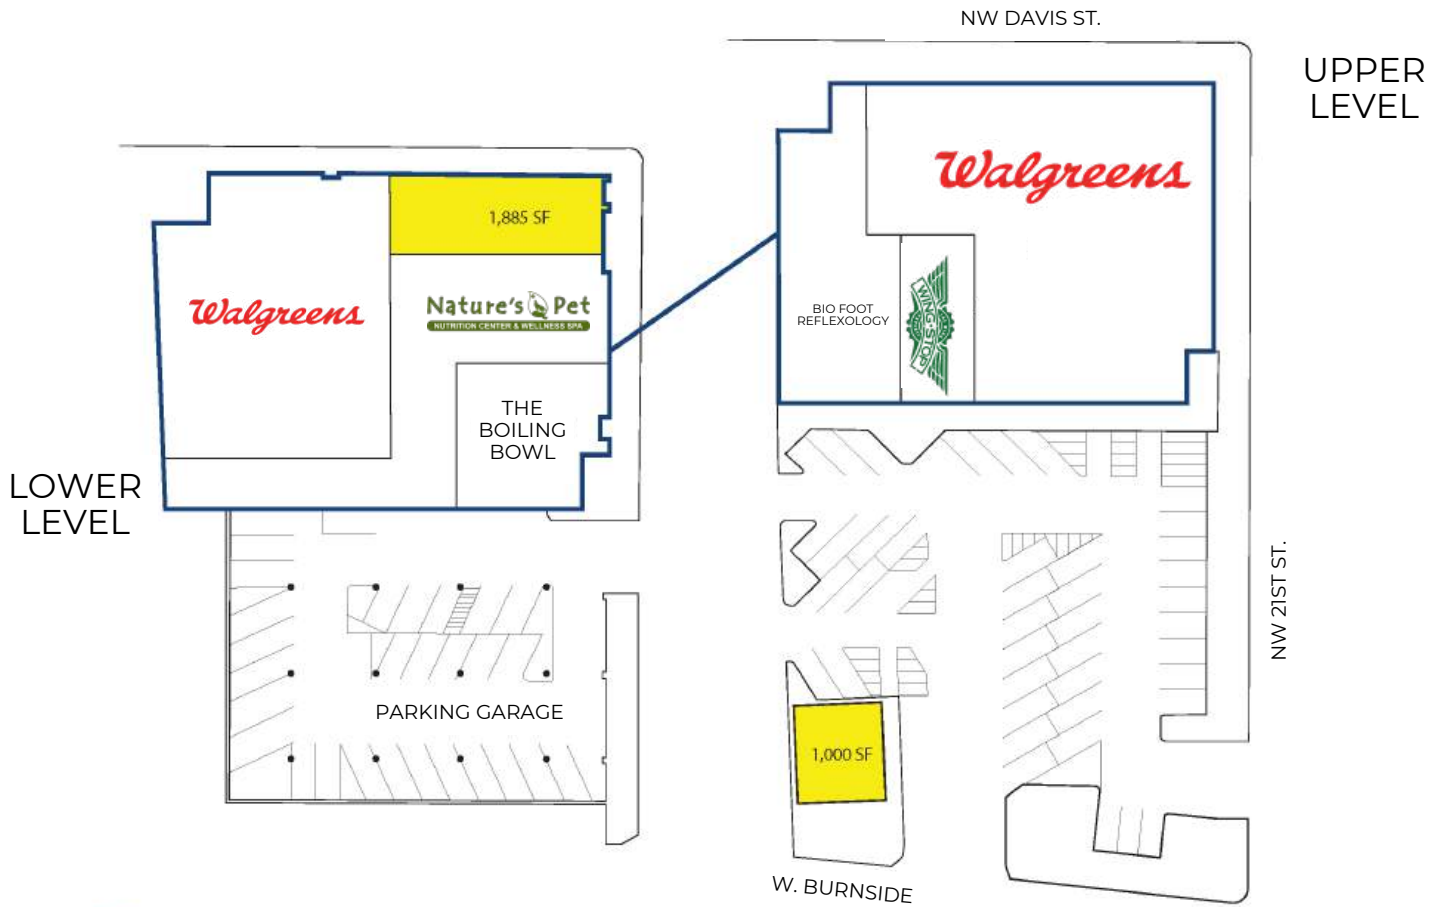 NW DAVIS ST.
UPPER
LEVEL
Walgreens
1,885 SF
Walgreens
Nature's Pet
NUTRITION CENTER & WELLNESS SPA
BIO FOOT
REFLEXOLOGY
WING·STOP
THE
BOILING
BOWL
LOWER
LEVEL
NW 21ST ST.
PARKING GARAGE
1,000 SF
W. BURNSIDE